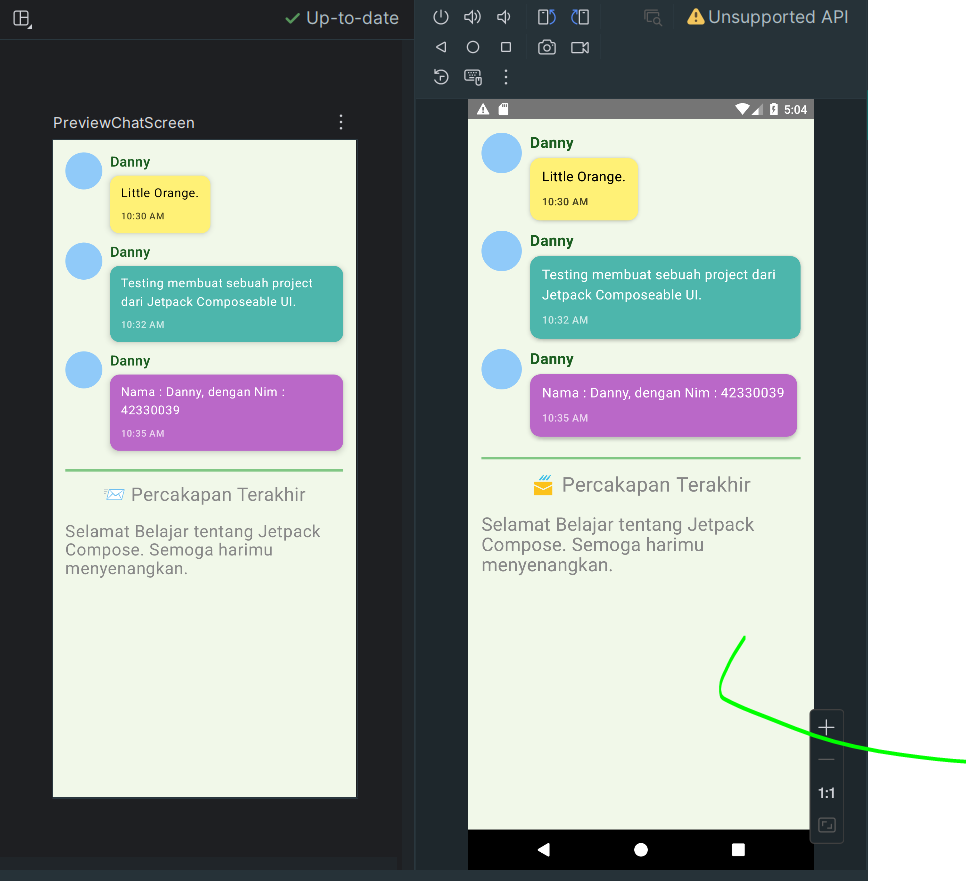 Up-to-date
PreviewChatScreen
Danny
Little Orange.
10:30 AM
Danny
Testing membuat sebuah project
dari Jetpack Composeable UI.
10:32 AM
Danny
Nama : Danny, dengan Nim :
42330039
10:35 AM
📨 Percakapan Terakhir
Selamat Belajar tentang Jetpack
Compose. Semoga harimu
menyenangkan.
Unsupported API
5:04
Danny
Little Orange.
10:30 AM
Danny
Testing membuat sebuah project dari
Jetpack Composeable UI.
10:32 AM
Danny
Nama : Danny, dengan Nim : 42330039
10:35 AM
📨 Percakapan Terakhir
Selamat Belajar tentang Jetpack
Compose. Semoga harimu
menyenangkan.
1:1